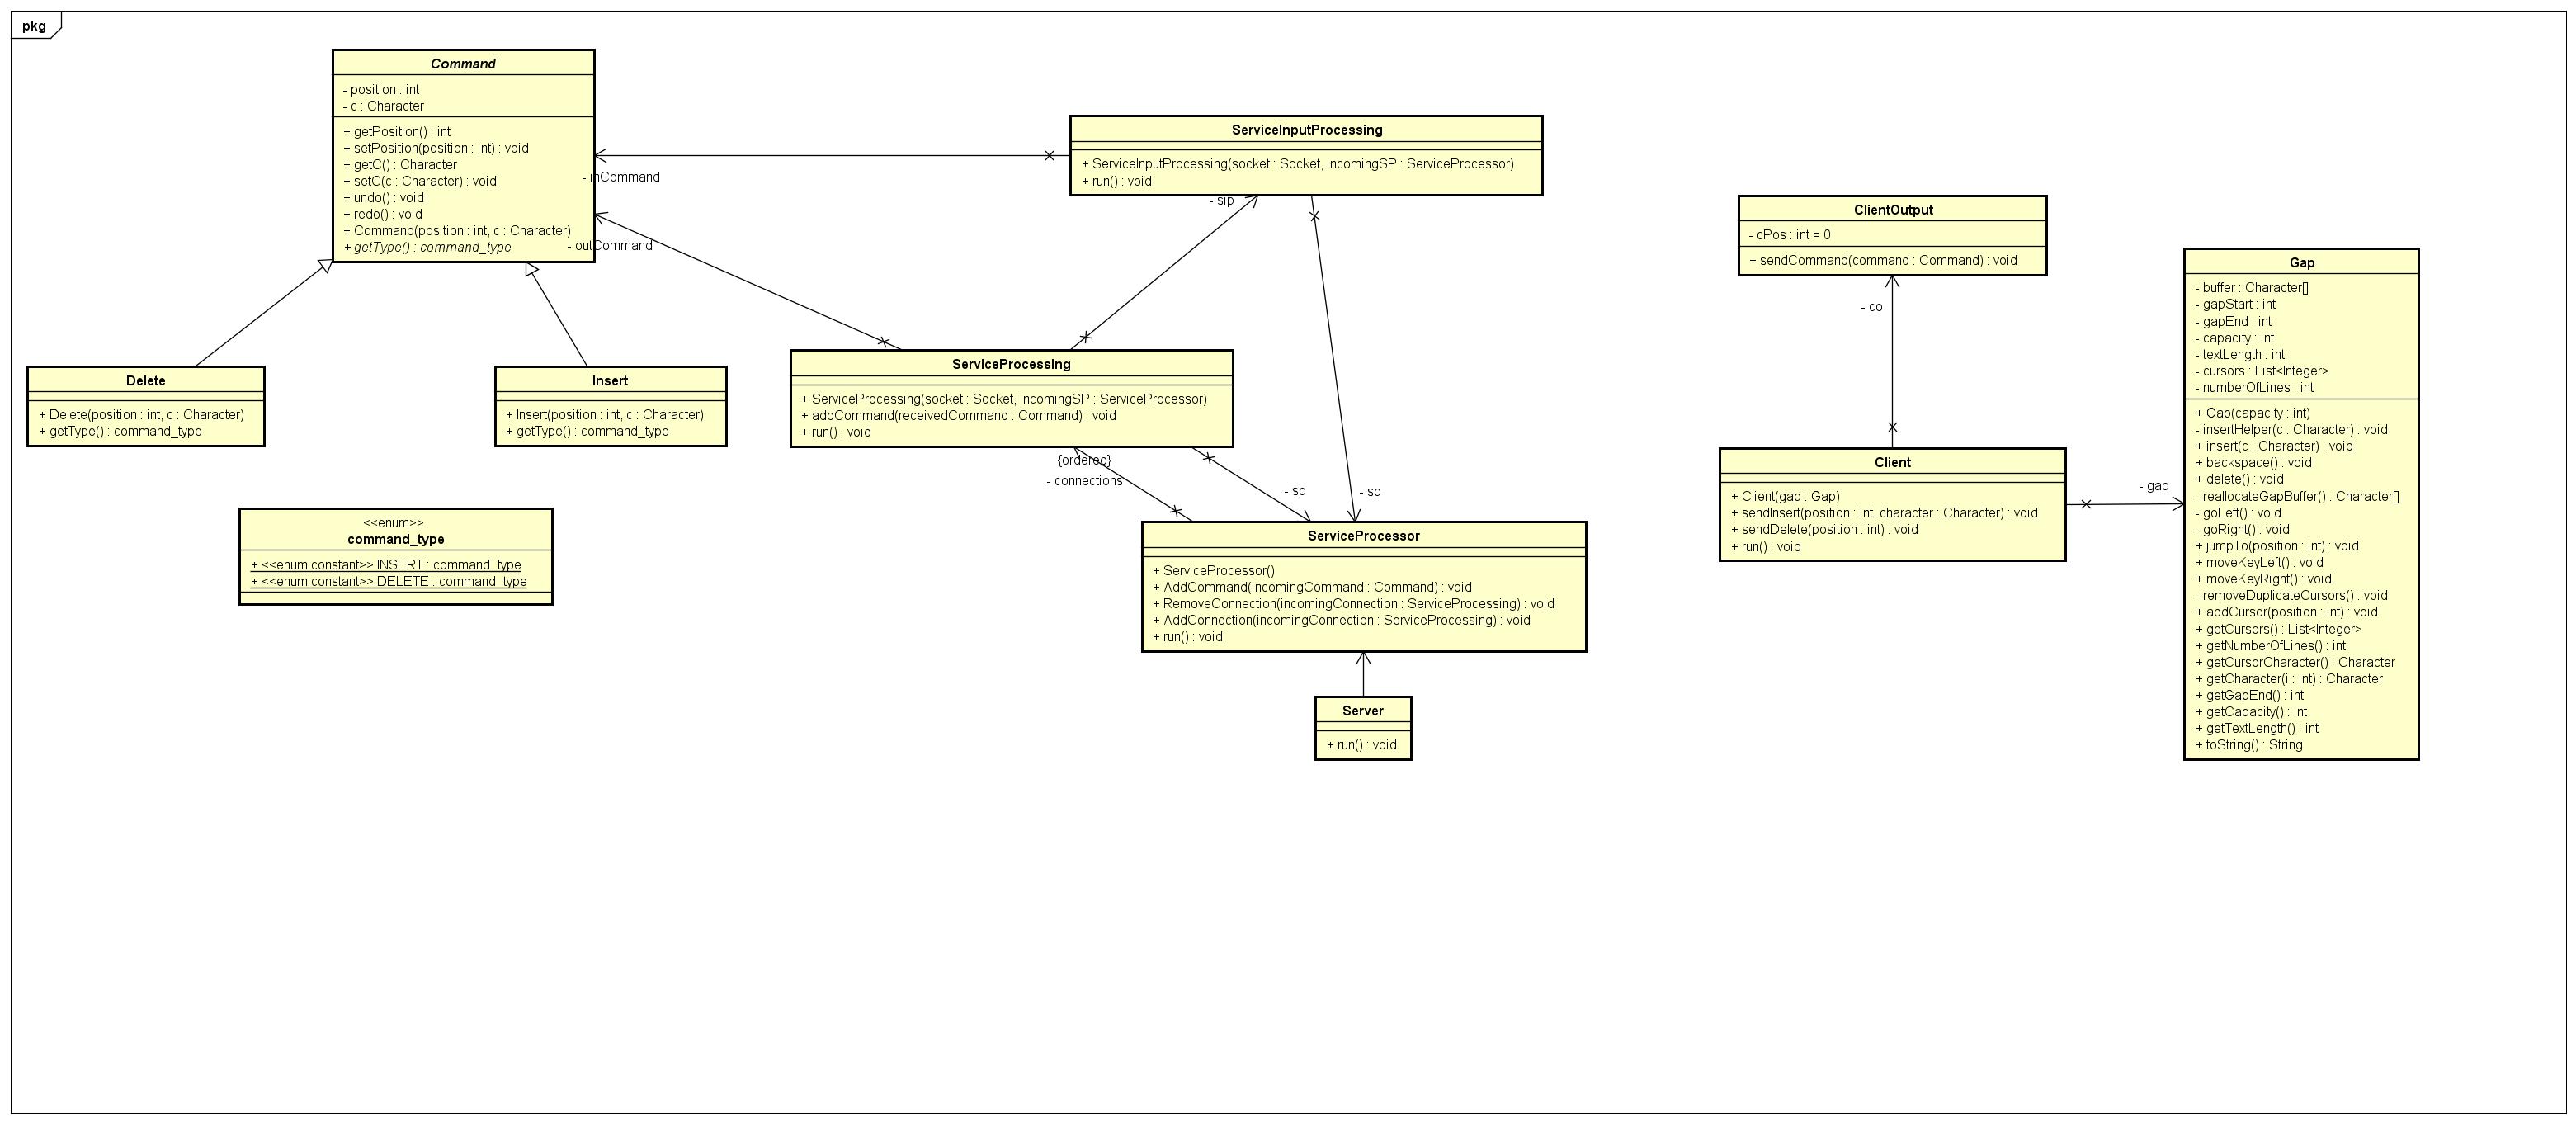 pkg
Command
- position : int
- c : Character
+ getPosition() : int
+ setPosition(position : int) : void
+ getC() : Character
+ setC(c : Character) : void
+ undo() : void
+ redo() : void
+ Command(position : int, c : Character)
+ getType() : command_type
- inCommand
- outCommand
Delete
+ Delete(position : int, c : Character)
+ getType() : command_type
Insert
+ Insert(position : int, c : Character)
+ getType() : command_type
<<enum>>
command_type
+ <<enum constant>> INSERT : command_type
+ <<enum constant>> DELETE : command_type
ServiceInputProcessing
+ ServiceInputProcessing(socket : Socket, incomingSP : ServiceProcessor)
+ run() : void
- sip
ServiceProcessing
+ ServiceProcessing(socket : Socket, incomingSP : ServiceProcessor)
+ addCommand(receivedCommand : Command) : void
+ run() : void
{ordered}
- connections
- sp
- sp
ServiceProcessor
+ ServiceProcessor()
+ AddCommand(incomingCommand : Command) : void
+ RemoveConnection(incomingConnection : ServiceProcessing) : void
+ AddConnection(incomingConnection : ServiceProcessing) : void
+ run() : void
Server
+ run() : void
ClientOutput
- cPos : int = 0
+ sendCommand(command : Command) : void
- co
Client
+ Client(gap : Gap)
+ sendInsert(position : int, character : Character) : void
+ sendDelete(position : int) : void
+ run() : void
- gap
Gap
- buffer : Character[]
- gapStart : int
- gapEnd : int
- capacity : int
- textLength : int
- cursors : List<Integer>
- numberOfLines : int
+ Gap(capacity : int)
- insertHelper(c : Character) : void
+ insert(c : Character) : void
+ backspace() : void
+ delete() : void
- reallocateGapBuffer() : Character[]
- goLeft() : void
- goRight() : void
+ jumpTo(position : int) : void
+ moveKeyLeft() : void
+ moveKeyRight() : void
- removeDuplicateCursors() : void
+ addCursor(position : int) : void
+ getCursors() : List<Integer>
+ getNumberOfLines() : int
+ getCursorCharacter() : Character
+ getCharacter(i : int) : Character
+ getGapEnd() : int
+ getCapacity() : int
+ getTextLength() : int
+ toString() : String